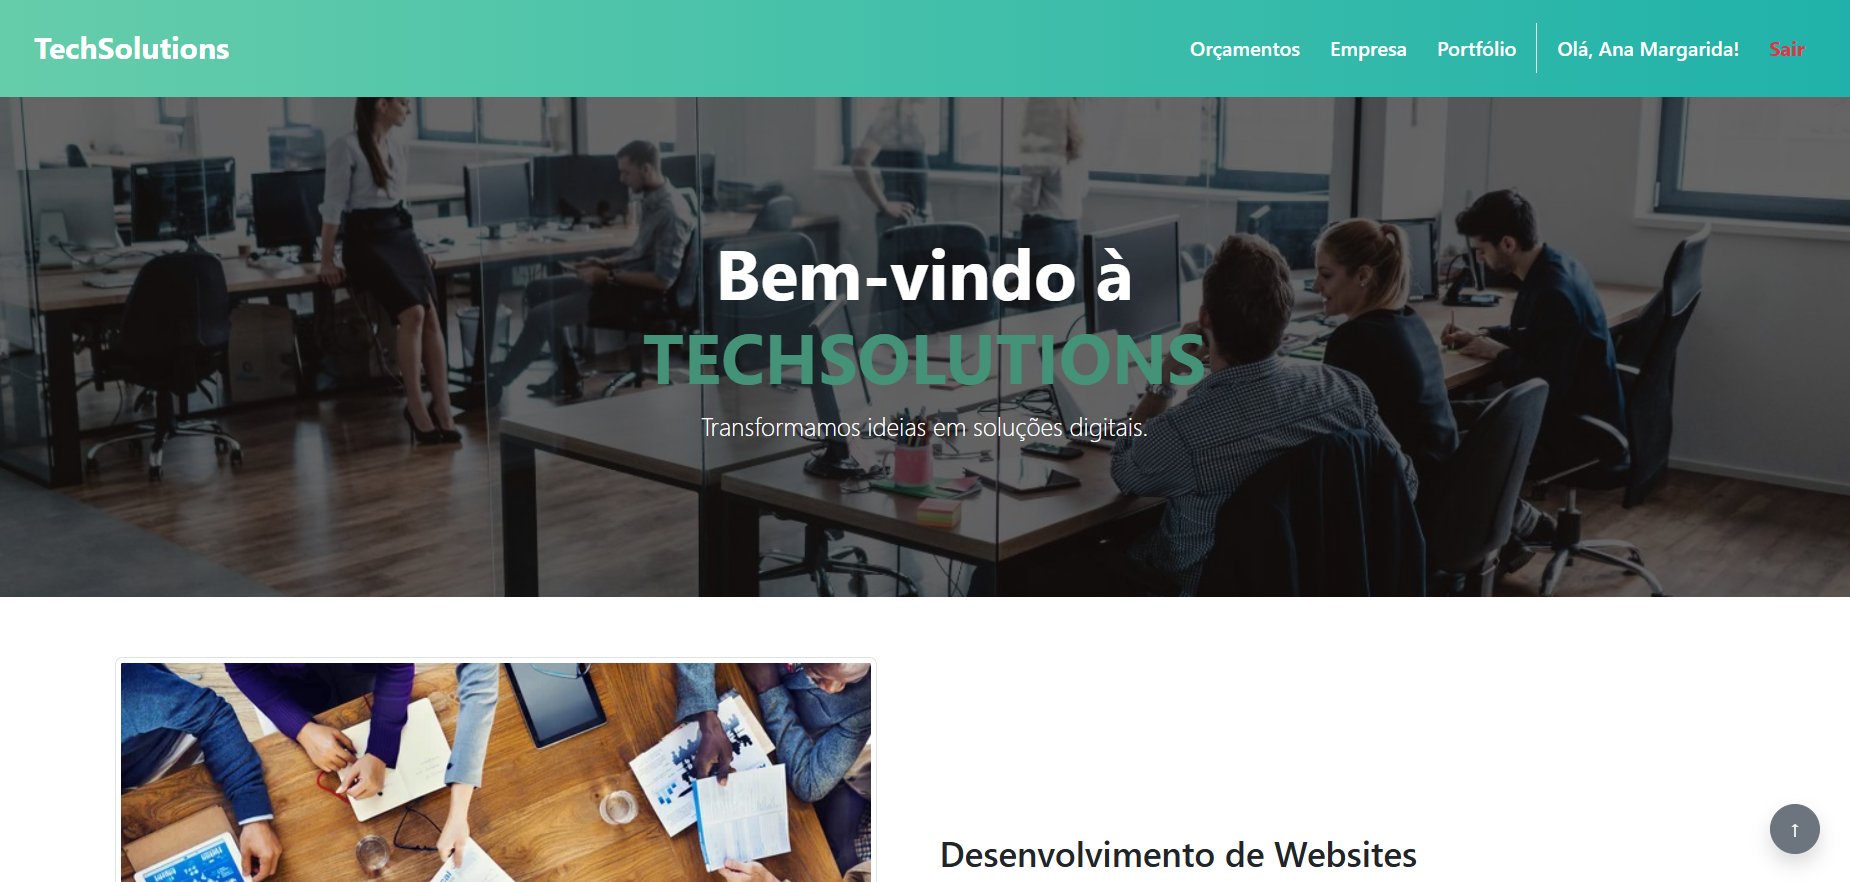 TechSolutions
Orçamentos Empresa Portfólio Olá, Ana Margarida! Sair
Bem-vindo à
TECHSOLUTIONS
Transformamos ideias em soluções digitais.
Desenvolvimento de Websites
↑